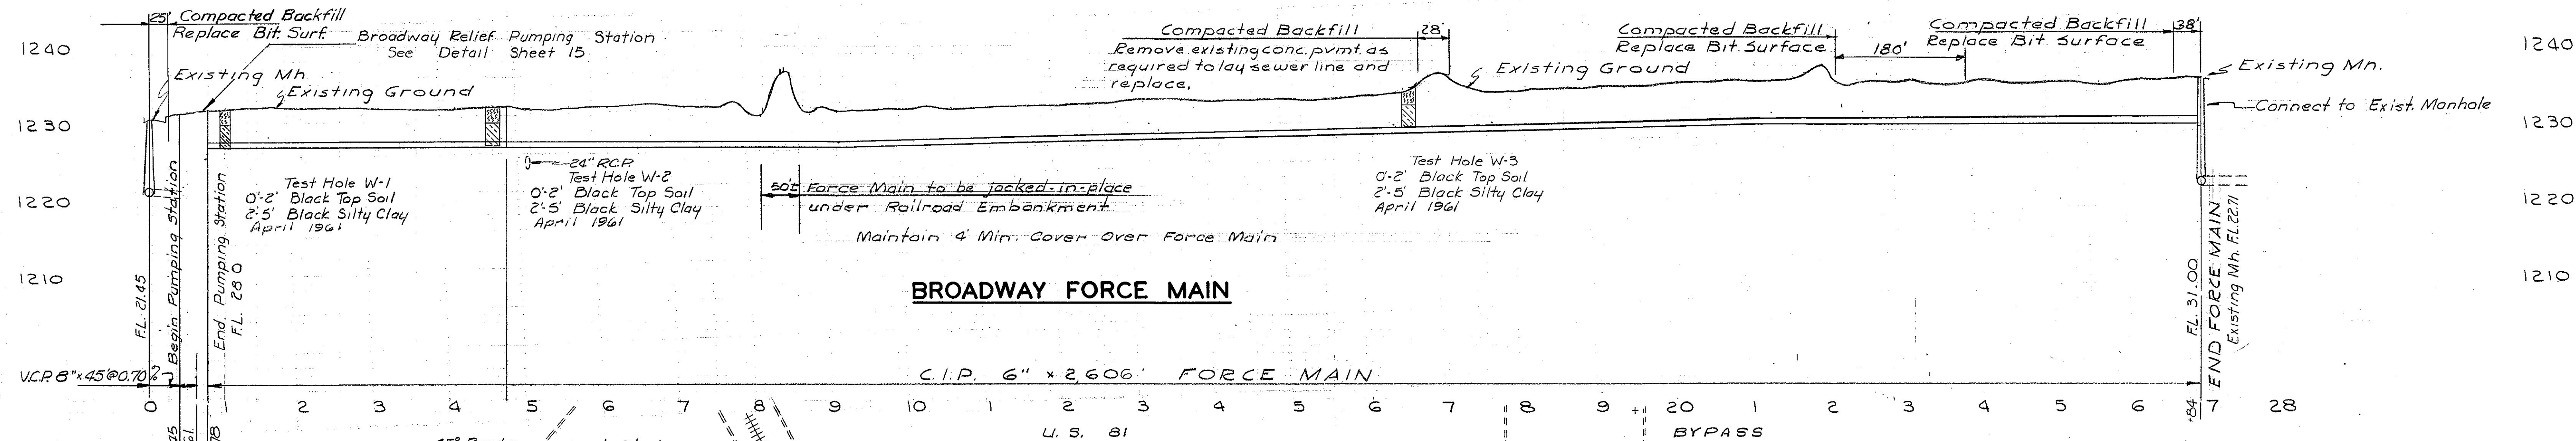 25' Compacted Backfill
Replace Bit. Surf.
Broadway Relief Pumping Station
See Detail Sheet 15
Existing Mh.
Existing Ground
1240
1230
1220
1210
Compacted Backfill 28'
Remove existing conc. pvmt. as
required to lay sewer line and
replace.
Existing Ground
Compacted Backfill
Replace Bit. Surface
180'
Compacted Backfill 38'
Replace Bit. Surface
1240
1230
1220
1210
Existing Mh.
Connect to Exist. Manhole
Test Hole W-1
0'-2' Black Top Soil
2'-5' Black Silty Clay
April 1961
24" R.C.P.
Test Hole W-2
0'-2' Black Top Soil
2'-5' Black Silty Clay
April 1961
50'± Force Main to be jacked-in-place
under Railroad Embankment
Maintain 4' Min. Cover Over Force Main
Test Hole W-3
0'-2' Black Top Soil
2'-5' Black Silty Clay
April 1961
BROADWAY FORCE MAIN
F.L. 21.45
Begin Pumping Station
End Pumping Station
F.L. 28.0
F.L. 31.00
END FORCE MAIN
Existing Mh. F.L. 22.71
V.C.P. 8" x 45' @ 0.70%
C.I.P. 6" x 2,606' FORCE MAIN
0 1 2 3 4 5 6 7 8 9 10 1 2 3 4 5 6 7 8 9 20 1 2 3 4 5 6 +84 7 28
45
61
78
U.S. 81 BYPASS